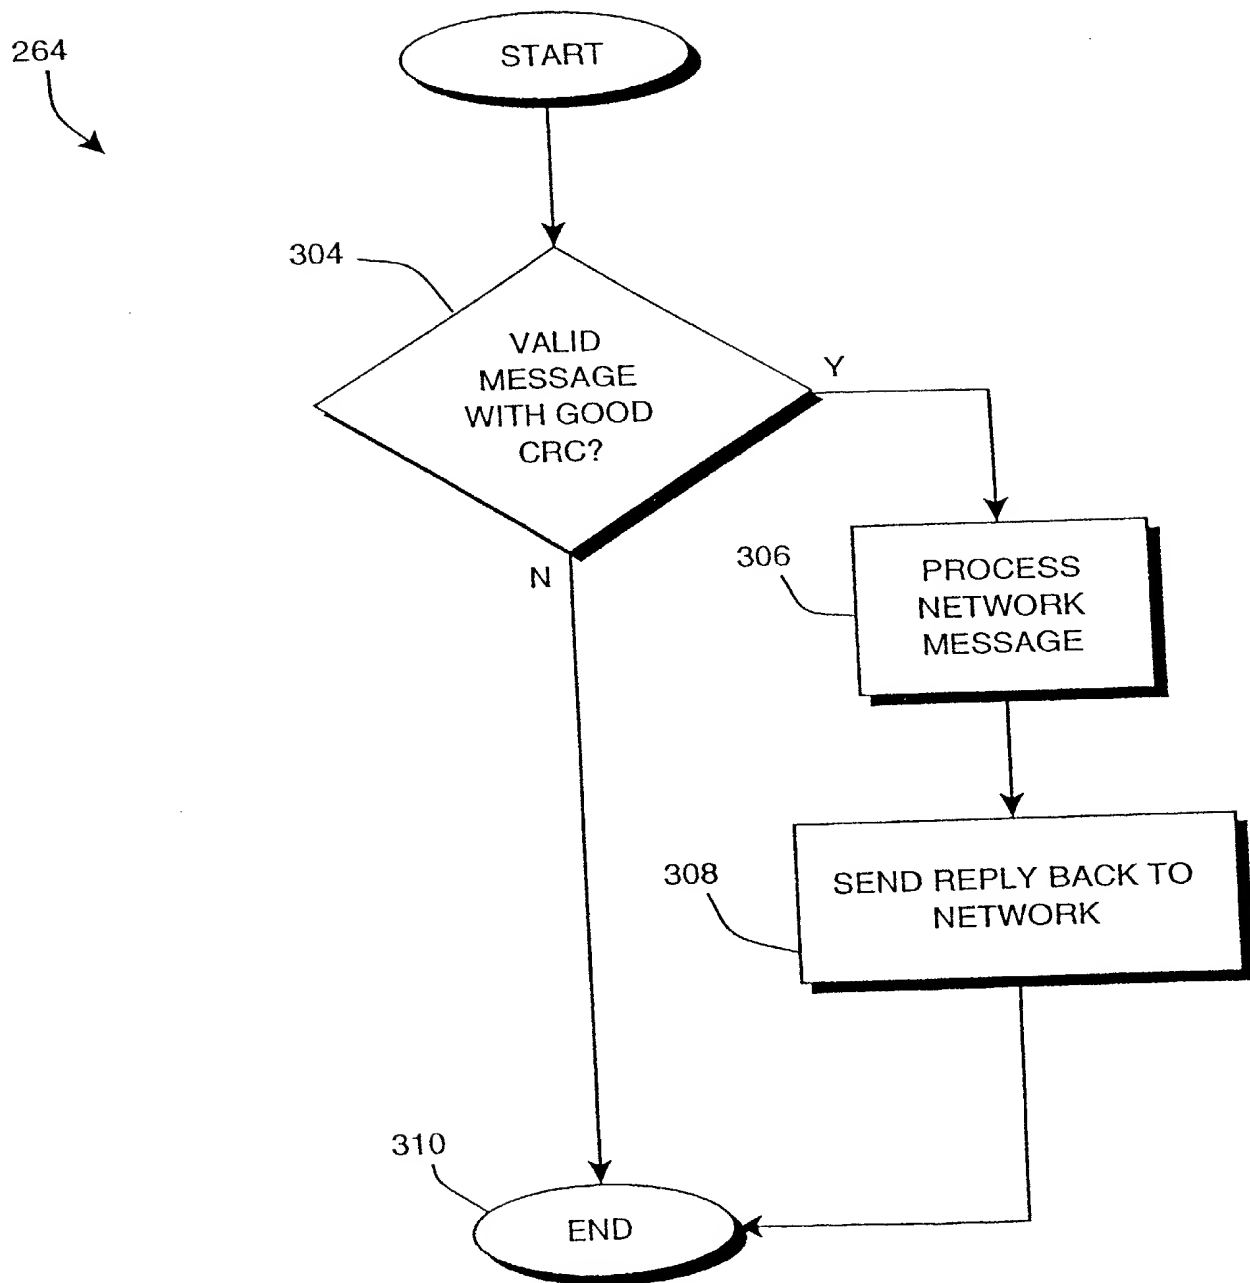 264
START
304
VALID
MESSAGE
WITH GOOD
CRC?
Y
N
306
PROCESS
NETWORK
MESSAGE
308
SEND REPLY BACK TO
NETWORK
310
END